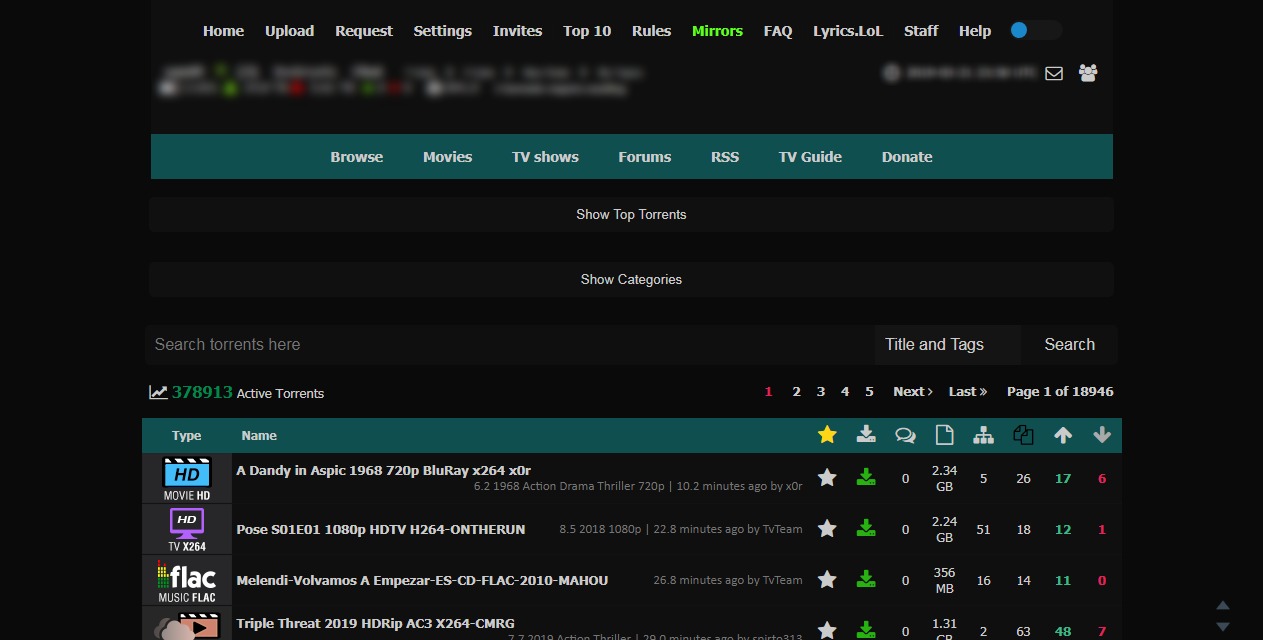 Home Upload Request Settings Invites Top 10 Rules Mirrors FAQ Lyrics.LoL Staff Help
Browse Movies TV shows Forums RSS TV Guide Donate
Show Top Torrents
Show Categories
Search torrents here Title and Tags Search
378913 Active Torrents 1 2 3 4 5 Next › Last » Page 1 of 18946
Type Name
HD
MOVIE HD
A Dandy in Aspic 1968 720p BluRay x264 x0r
6.2 1968 Action Drama Thriller 720p | 10.2 minutes ago by x0r
0 2.34 GB 5 26 17 6
HD
TV X264
Pose S01E01 1080p HDTV H264-ONTHERUN 8.5 2018 1080p | 22.8 minutes ago by TvTeam
0 2.24 GB 51 18 12 1
flac
MUSIC FLAC
Melendi-Volvamos A Empezar-ES-CD-FLAC-2010-MAHOU 26.8 minutes ago by TvTeam
0 356 MB 16 14 11 0
Triple Threat 2019 HDRip AC3 X264-CMRG
7.7 2019 Action Thriller | 29.0 minutes ago by spirto313
0 1.31 GB 2 63 48 7